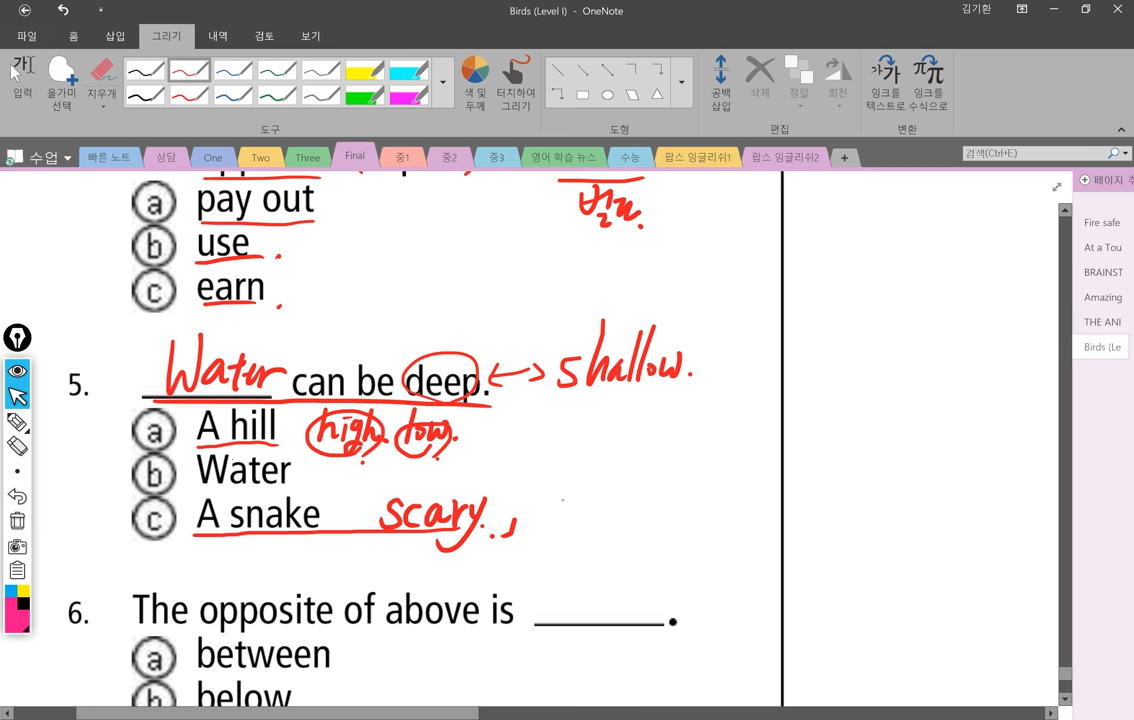 Birds (Level I) - OneNote
김기환
파일 홈 삽입 그리기 내역 검토 보기
입력
올가미
선택
지우개
색 및
두께
터치하여
그리기
공백
삽입
삭제
정렬
회전
잉크를
텍스트로
잉크를
수식으로
도구
도형
편집
변환
수업
빠른 노트 상담 One Two Three Final 중1 중2 중3 영어 학습 뉴스 수능 팝스 잉글리쉬1 팝스 잉글리쉬2
검색(Ctrl+E)
페이지 추
Fire safe
At a Tou
BRAINST
Amazing
THE ANI
Birds (Le
a pay out
b use.
c earn.
5. Water can be deep. ↔ shallow.
a A hill high. low.
b Water
c A snake scary.
6. The opposite of above is ______.
a between
b below